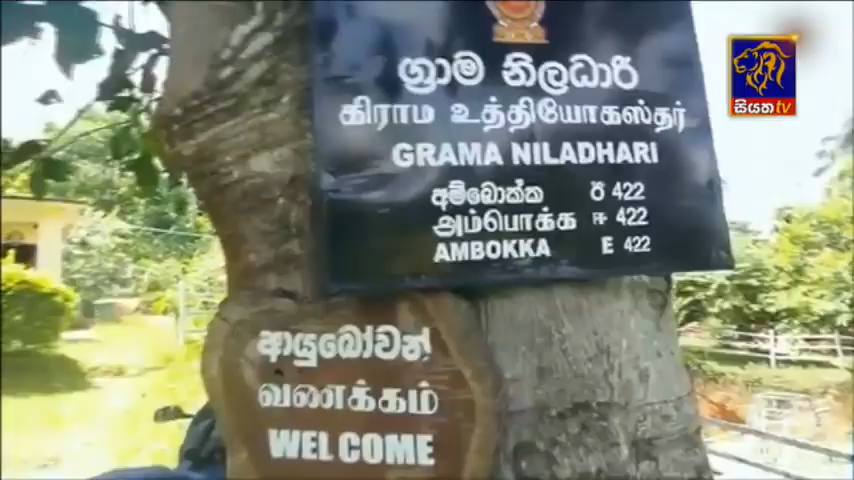 ග්‍රාම නිලධාරි
கிராம உத்தியோகஸ்தர்
GRAMA NILADHARI
අම්බොක්ක ඊ 422
அம்பொக்க ஈ 422
AMBOKKA E 422
සියත tv
ආයුබෝවන්
வணக்கம்
WEL COME